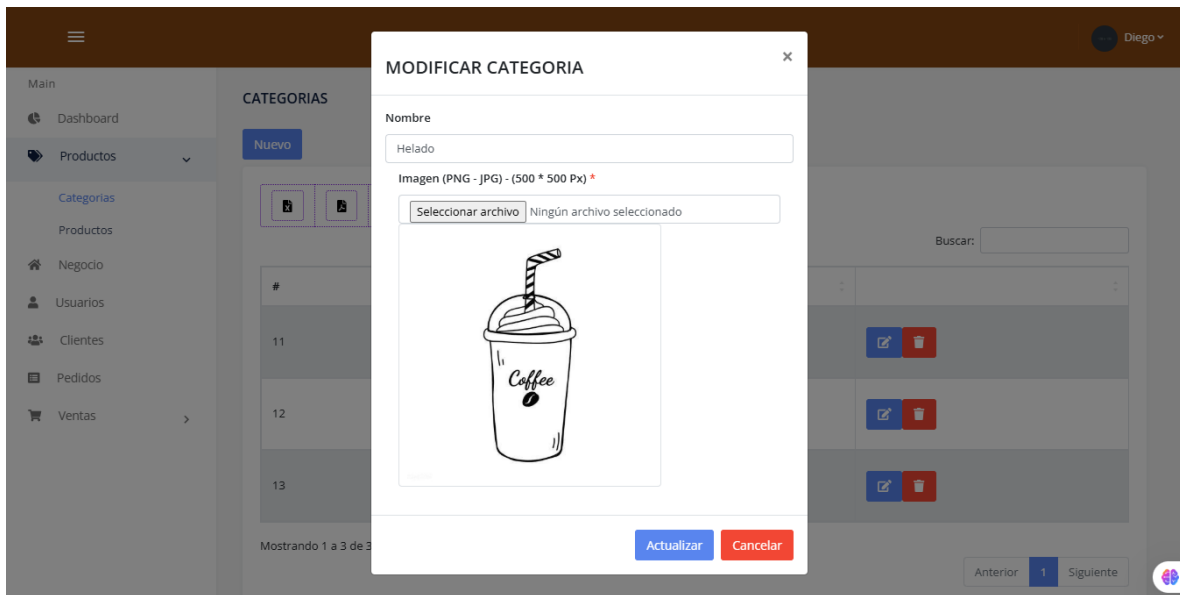 Diego
Main
Dashboard
Productos
Categorias
Productos
Negocio
Usuarios
Clientes
Pedidos
Ventas
CATEGORIAS
Nuevo
Buscar:
#
11
12
13
Mostrando 1 a 3 de 3
Anterior 1 Siguiente
MODIFICAR CATEGORIA
×
Nombre
Helado
Imagen (PNG - JPG) - (500 * 500 Px) *
Seleccionar archivo Ningún archivo seleccionado
Coffee
Actualizar Cancelar